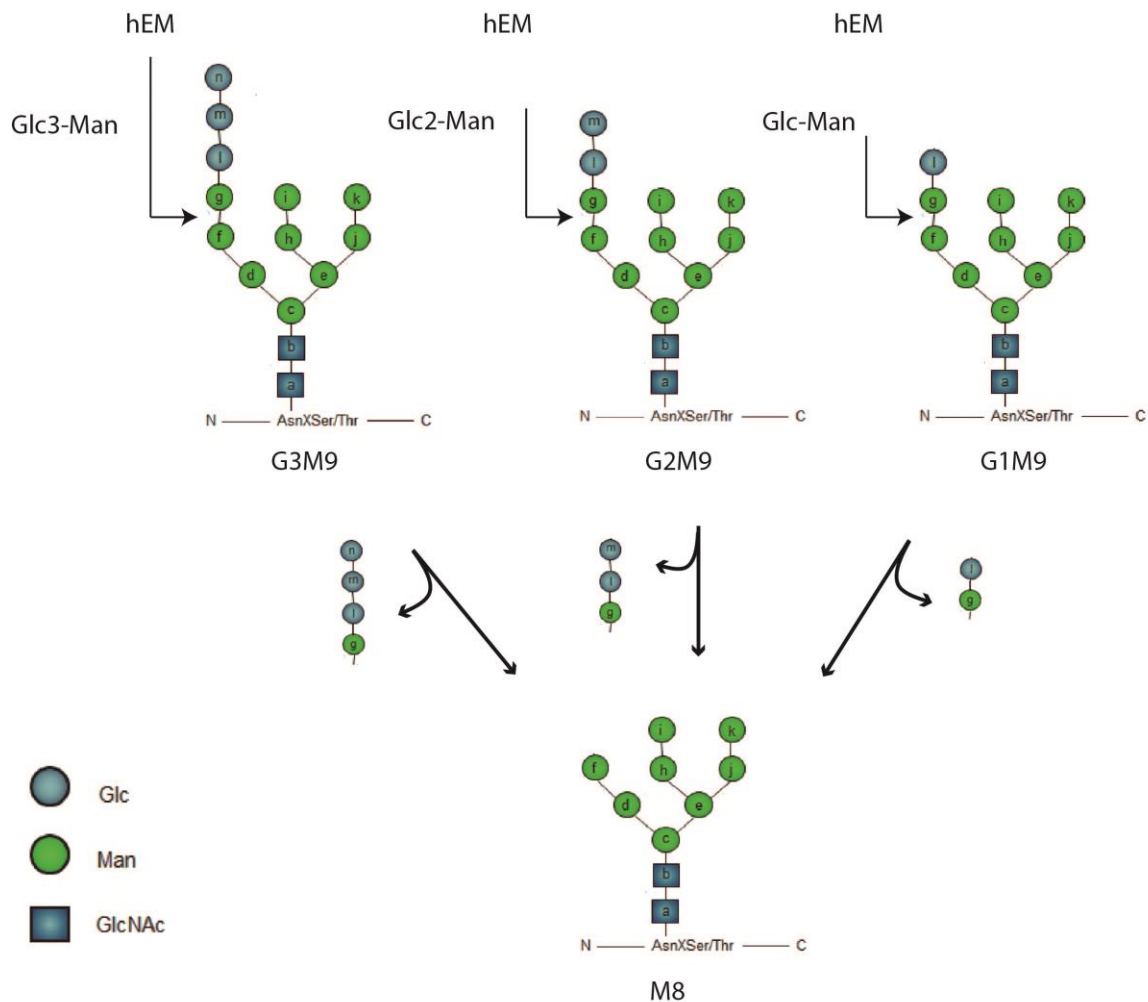 hEM hEM hEM
Glc3-Man Glc2-Man Glc-Man
n
m m
l l l
g i k g i k g i k
f h j f h j f h j
d e d e d e
c c c
b b b
a a a
N AsnXSer/Thr C N AsnXSer/Thr C N AsnXSer/Thr C
G3M9 G2M9 G1M9
n m l
m l g
l g
g
i k
f h j
d e
c
b
a
N AsnXSer/Thr C
M8
Glc
Man
GlcNAc